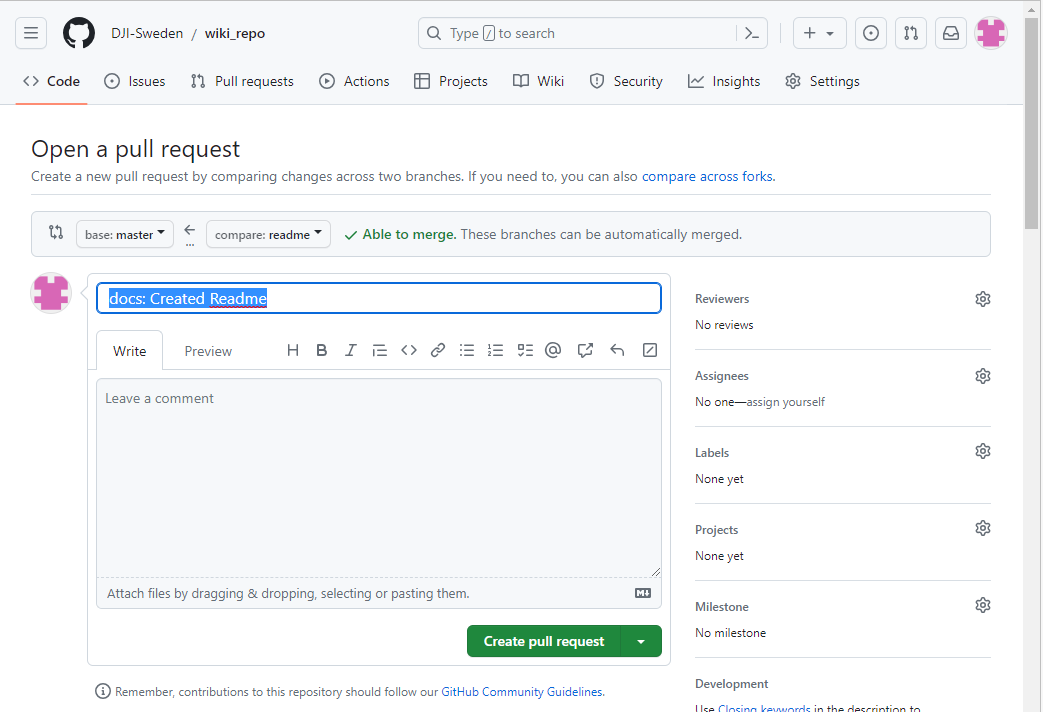 DJI-Sweden / wiki_repo
Type / to search
Code Issues Pull requests Actions Projects Wiki Security Insights Settings
Open a pull request
Create a new pull request by comparing changes across two branches. If you need to, you can also compare across forks.
base: master compare: readme Able to merge. These branches can be automatically merged.
docs: Created Readme
Write Preview
Leave a comment
Attach files by dragging & dropping, selecting or pasting them.
Create pull request
Remember, contributions to this repository should follow our GitHub Community Guidelines.
Reviewers
No reviews
Assignees
No one—assign yourself
Labels
None yet
Projects
None yet
Milestone
No milestone
Development
Use Closing keywords in the description to